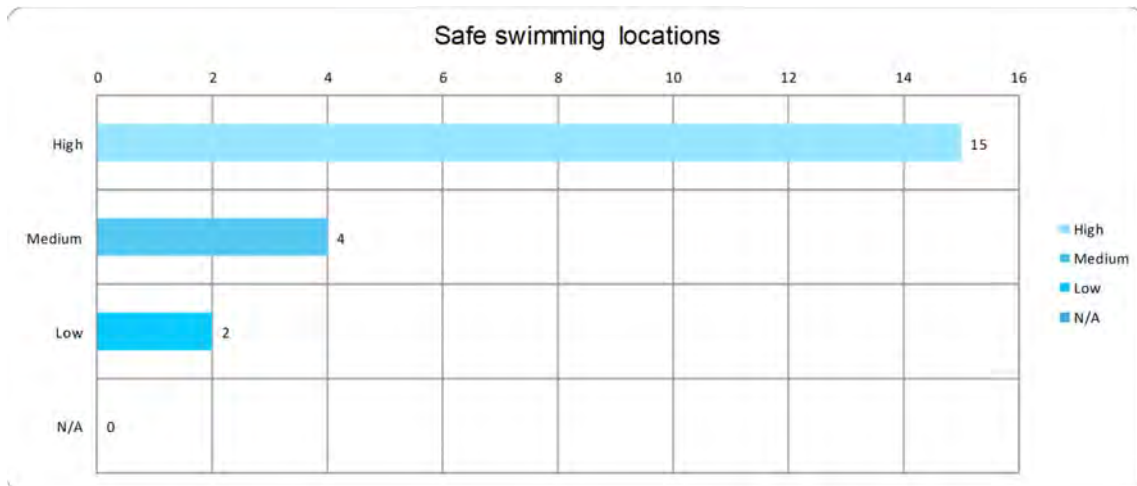 Safe swimming locations
0 2 4 6 8 10 12 14 16
High 15
Medium 4
Low 2
N/A 0
High
Medium
Low
N/A